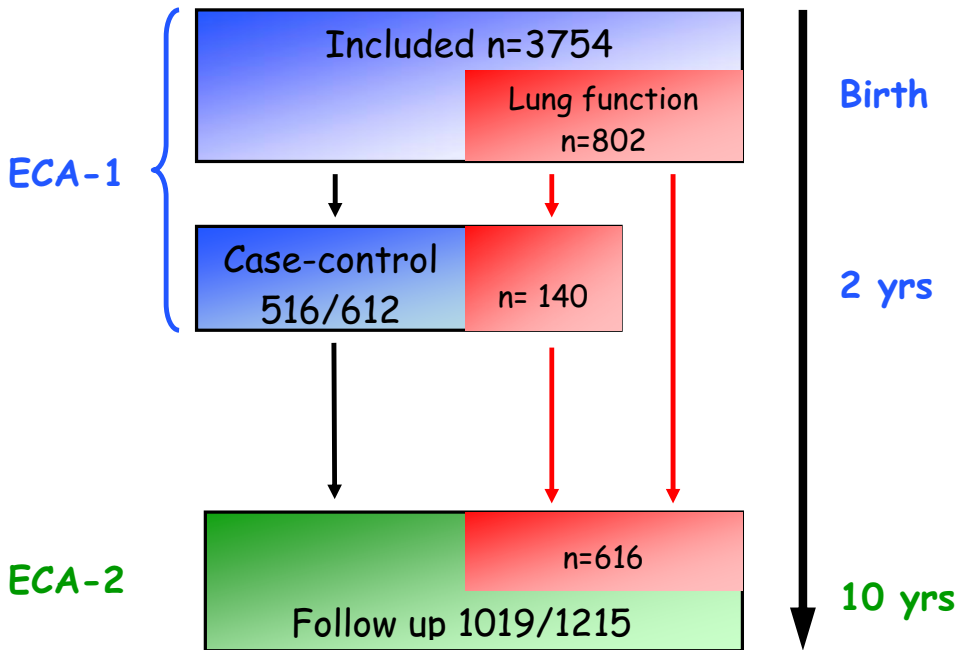 Included n=3754
Lung function
n=802
Birth
ECA-1
Case-control
516/612
n= 140
2 yrs
n=616
ECA-2
10 yrs
Follow up 1019/1215